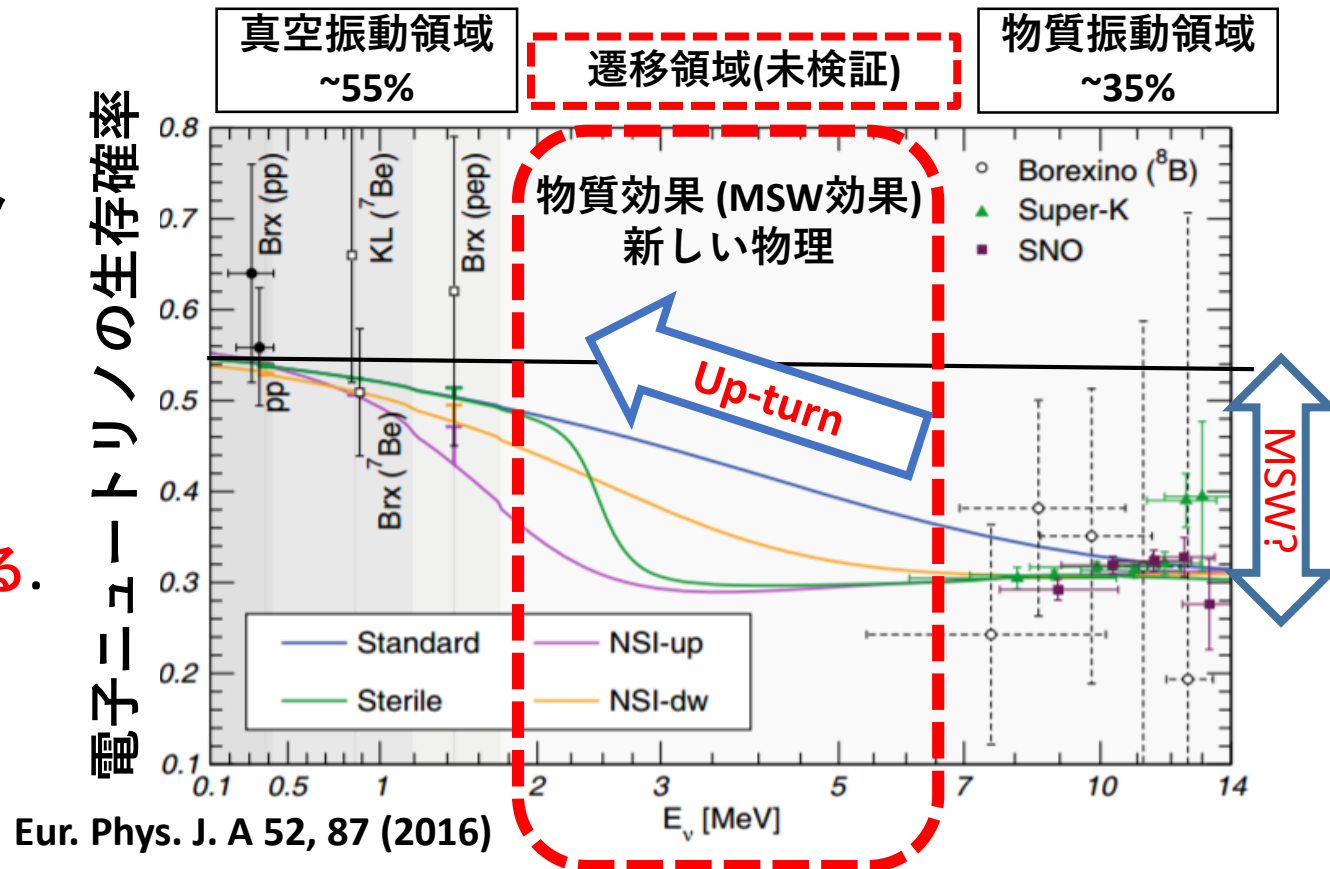 真空振動領域
~55%
遷移領域(未検証)
物質振動領域
~35%
電子ニュートリノの生存確率
0.8
0.7
0.6
0.5
0.4
0.3
0.2
0.1
Brx (pp)
pp
KL (⁷Be)
Brx (⁷Be)
Brx (pep)
物質効果 (MSW効果)
新しい物理
Up-turn
Borexino (⁸B)
Super-K
SNO
MSW?
る.
Standard
NSI-up
Sterile
NSI-dw
0.1 0.5 1 2 3 5 7 10 14
E_ν [MeV]
Eur. Phys. J. A 52, 87 (2016)